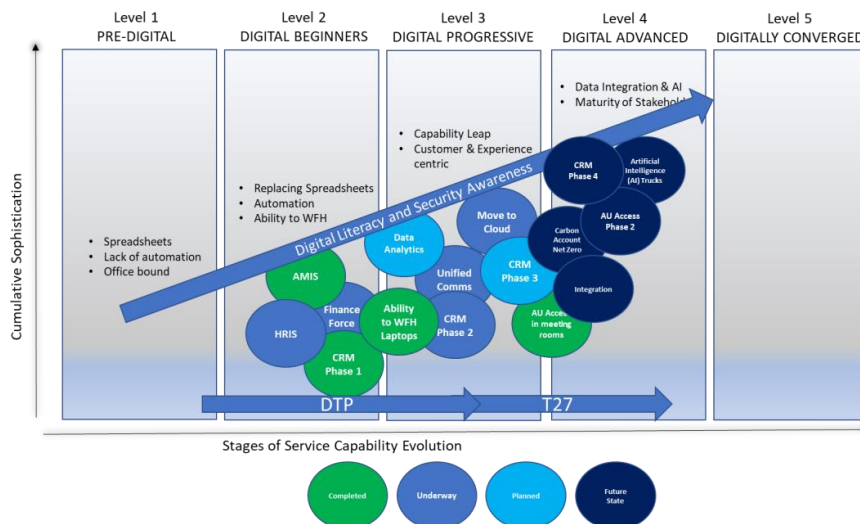 Level 1
PRE-DIGITAL
Level 2
DIGITAL BEGINNERS
Level 3
DIGITAL PROGRESSIVE
Level 4
DIGITAL ADVANCED
Level 5
DIGITALLY CONVERGED
Cumulative Sophistication
• Spreadsheets
• Lack of automation
• Office bound
• Replacing Spreadsheets
• Automation
• Ability to WFH
• Capability Leap
• Customer & Experience
centric
• Data Integration & AI
• Maturity of Stakehold
Digital Literacy and Security Awareness
AMIS
HRIS
Finance
Force
CRM
Phase 1
Data
Analytics
Ability
to WFH
Laptops
Move to
Cloud
Unified
Comms
CRM
Phase 2
CRM
Phase 3
AU Access
in meeting
rooms
CRM
Phase 4
Artificial
Intelligence
(AI) Trucks
Carbon
Account
Net Zero
AU Access
Phase 2
Integration
DTP
T27
Stages of Service Capability Evolution
Completed
Underway
Planned
Future
State